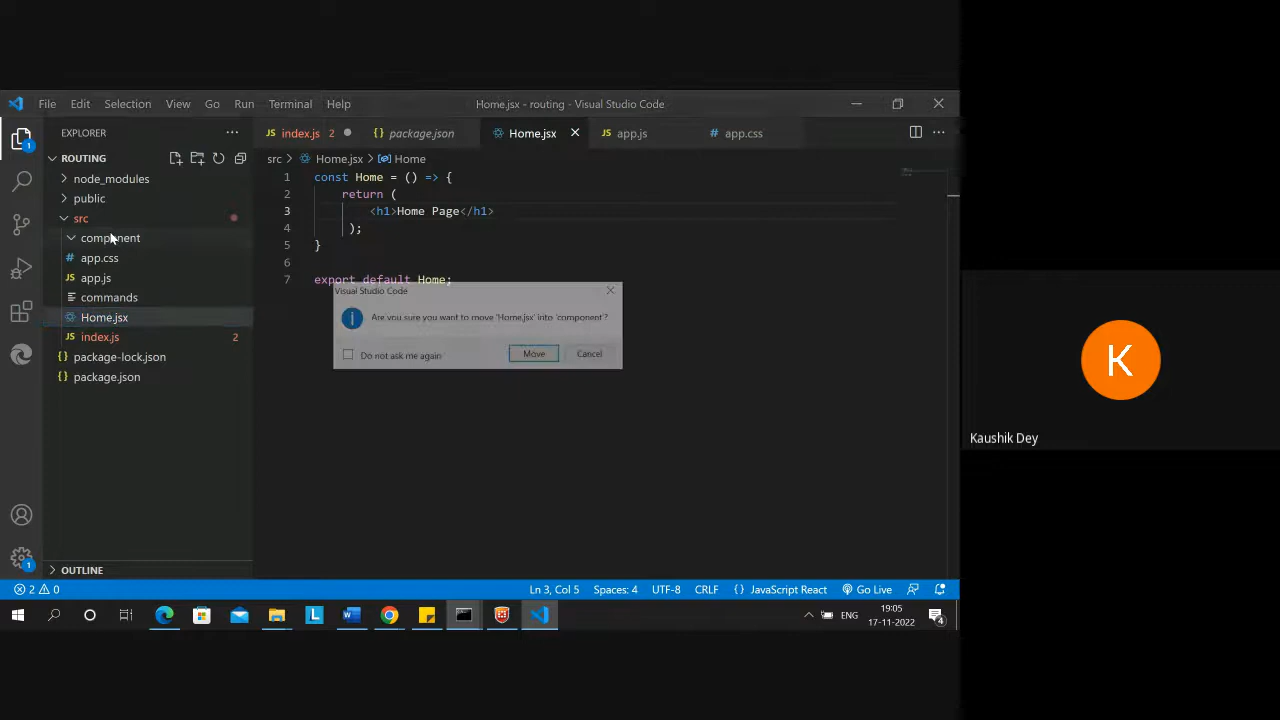 File Edit Selection View Go Run Terminal Help Home.jsx - routing - Visual Studio Code
EXPLORER
index.js 2
package.json
Home.jsx
app.js
app.css
ROUTING
src > Home.jsx > Home
node_modules
public
src
component
app.css
app.js
commands
Home.jsx
index.js 2
package-lock.json
package.json
OUTLINE
1 const Home = () => {
2 return (
3 <h1>Home Page</h1>
4 );
5 }
6
7 export default Home;
Visual Studio Code
Are you sure you want to move 'Home.jsx' into 'component'?
Do not ask me again
Move
Cancel
1
1
2 0
Ln 3, Col 5 Spaces: 4 UTF-8 CRLF {} JavaScript React Go Live
L
W
ENG
19:05
17-11-2022
4
K
Kaushik Dey